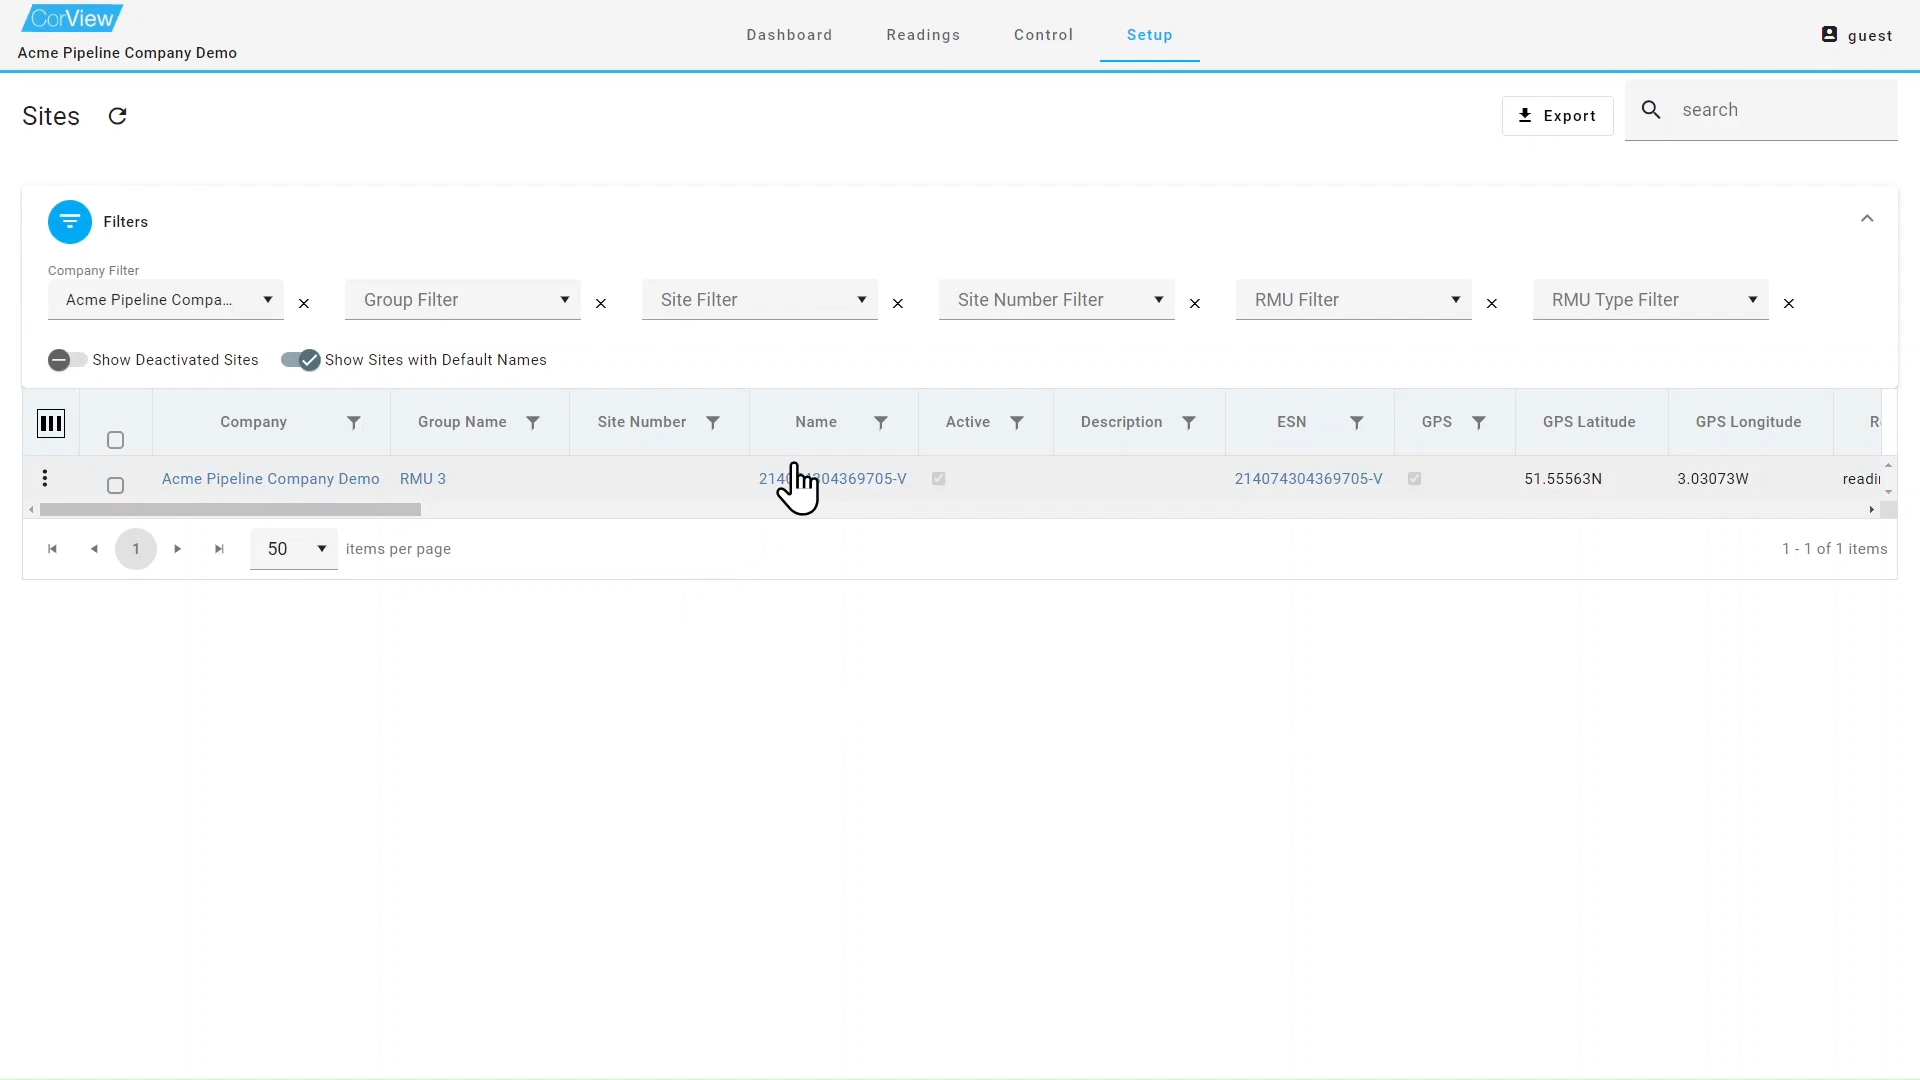 CorView
Acme Pipeline Company Demo
Dashboard
Readings
Control
Setup
guest
Sites
Export
search
Filters
Company Filter
Acme Pipeline Compa...
Group Filter
Site Filter
Site Number Filter
RMU Filter
RMU Type Filter
Show Deactivated Sites
Show Sites with Default Names
Company
Group Name
Site Number
Name
Active
Description
ESN
GPS
GPS Latitude
GPS Longitude
Acme Pipeline Company Demo
RMU 3
214074304369705-V
51.55563N
3.03073W
1
50
items per page
1 - 1 of 1 items